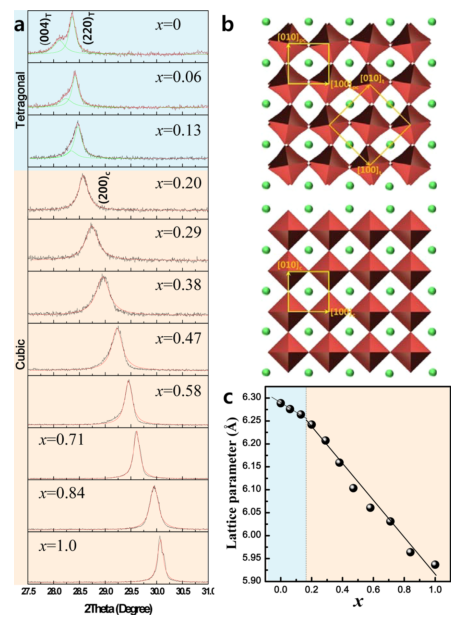 a
Tetragonal
Cubic
(004)T
(220)T
x=0
x=0.06
x=0.13
(200)c
x=0.20
x=0.29
x=0.38
x=0.47
x=0.58
x=0.71
x=0.84
x=1.0
27.5 28.0 28.5 29.0 29.5 30.0 30.5 31.0
2Theta (Degree)
b
[010]
[100]
[010]
[100]
[010]
[100]
c
Lattice parameter (Å)
6.30
6.25
6.20
6.15
6.10
6.05
6.00
5.95
5.90
0.0 0.2 0.4 0.6 0.8 1.0
x